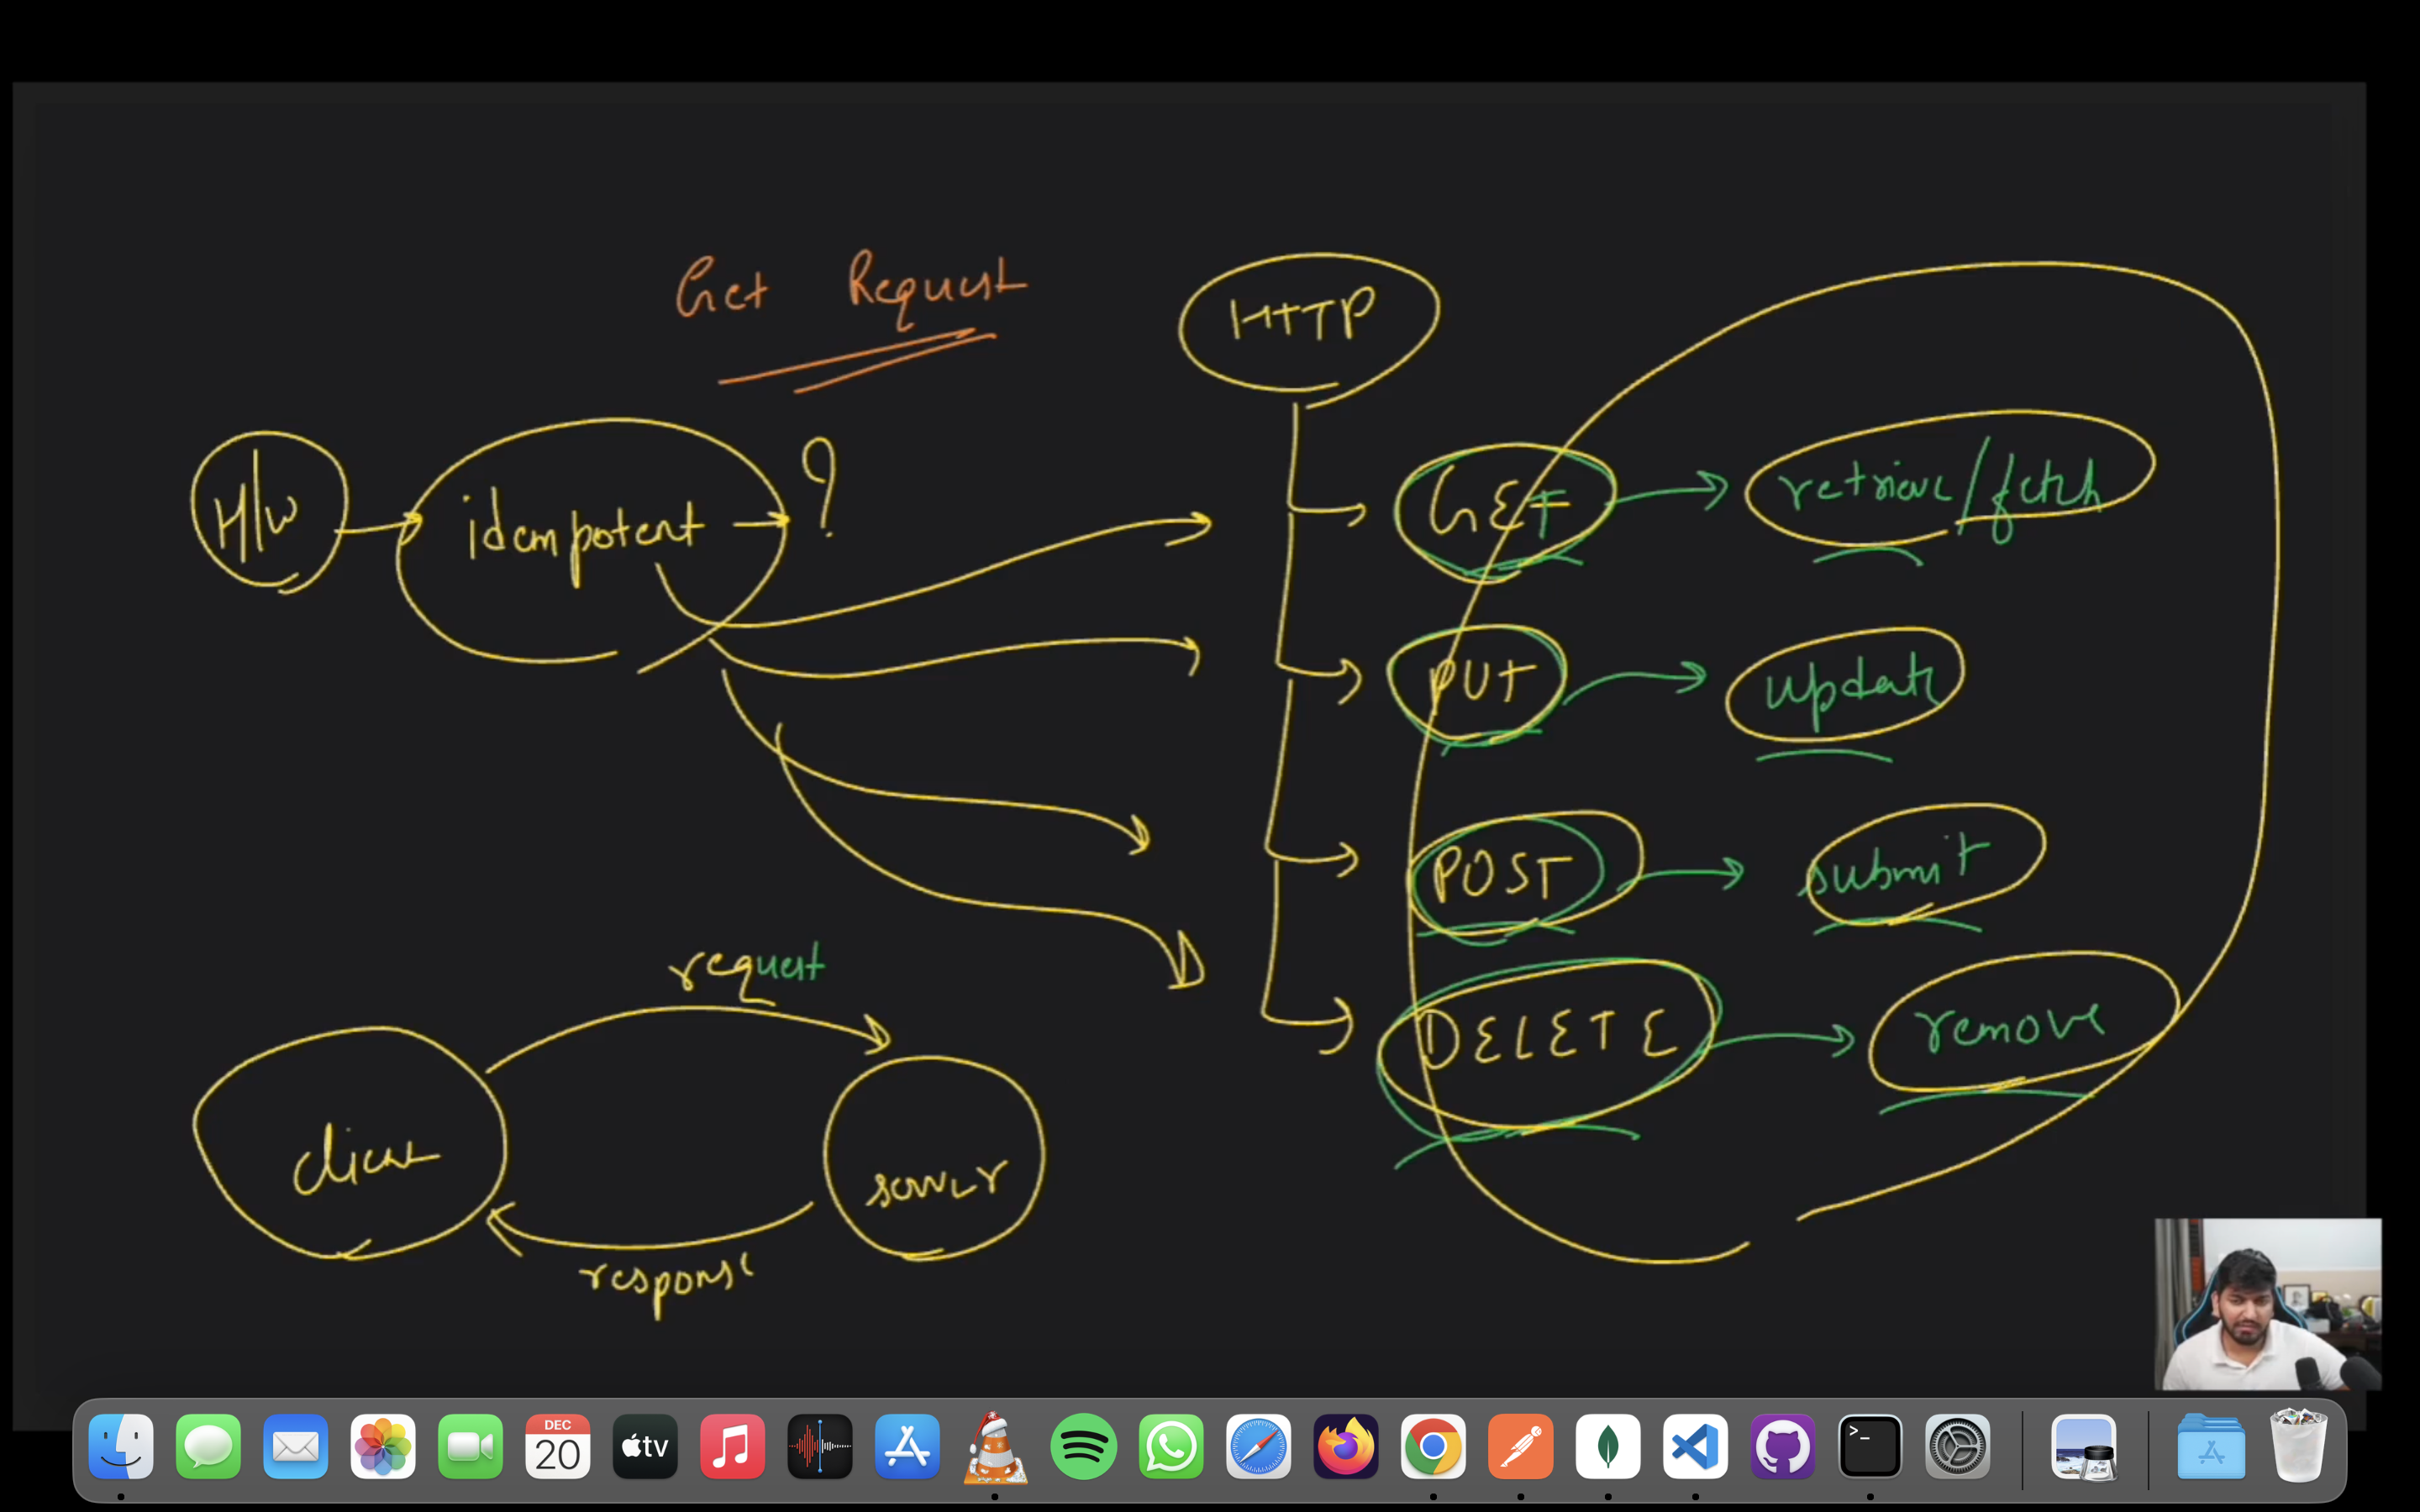 Get Request
HTTP
H/W
idempotent
?
GET
retrieve/fetch
PUT
update
POST
submit
DELETE
remove
request
client
server
response
DEC
20
tv
>_